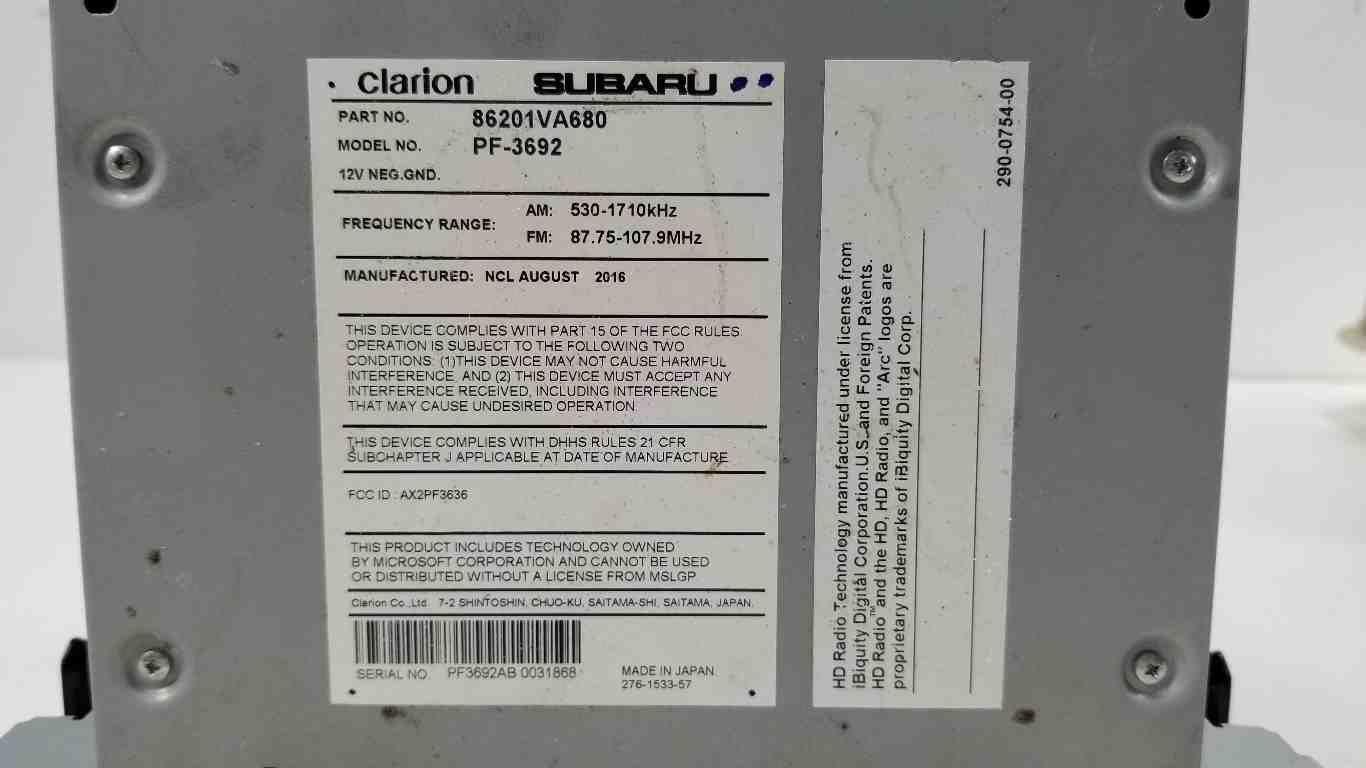 clarion SUBARU
PART NO. 86201VA680
MODEL NO. PF-3692
12V NEG.GND.
FREQUENCY RANGE: AM: 530-1710kHz
FM: 87.75-107.9MHz
MANUFACTURED: NCL AUGUST 2016
THIS DEVICE COMPLIES WITH PART 15 OF THE FCC RULES
OPERATION IS SUBJECT TO THE FOLLOWING TWO
CONDITIONS: (1)THIS DEVICE MAY NOT CAUSE HARMFUL
INTERFERENCE, AND (2) THIS DEVICE MUST ACCEPT ANY
INTERFERENCE RECEIVED, INCLUDING INTERFERENCE
THAT MAY CAUSE UNDESIRED OPERATION.
THIS DEVICE COMPLIES WITH DHHS RULES 21 CFR
SUBCHAPTER J APPLICABLE AT DATE OF MANUFACTURE
FCC ID : AX2PF3636
THIS PRODUCT INCLUDES TECHNOLOGY OWNED
BY MICROSOFT CORPORATION AND CANNOT BE USED
OR DISTRIBUTED WITHOUT A LICENSE FROM MSLGP
Clarion Co.,Ltd. 7-2 SHINTOSHIN, CHUO-KU, SAITAMA-SHI, SAITAMA, JAPAN.
SERIAL NO. PF3692AB 0031868
MADE IN JAPAN
276-1533-57
290-0754-00
HD Radio Technology manufactured under license from
iBiquity Digital Corporation.U.S. and Foreign Patents.
HD Radio™ and the HD, HD Radio, and "Arc" logos are
proprietary trademarks of iBiquity Digital Corp.